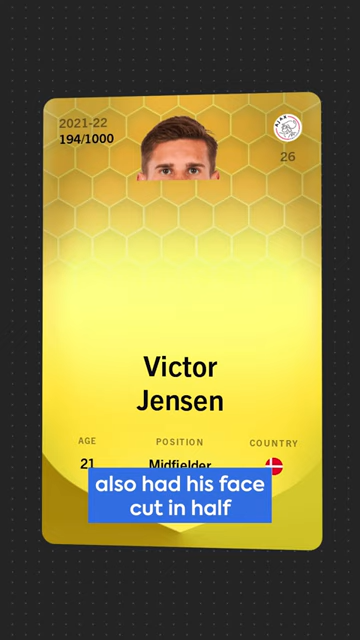 2021-22
194/1000
AJAX
26
Victor
Jensen
AGE POSITION COUNTRY
21 Midfielder
also had his face
cut in half